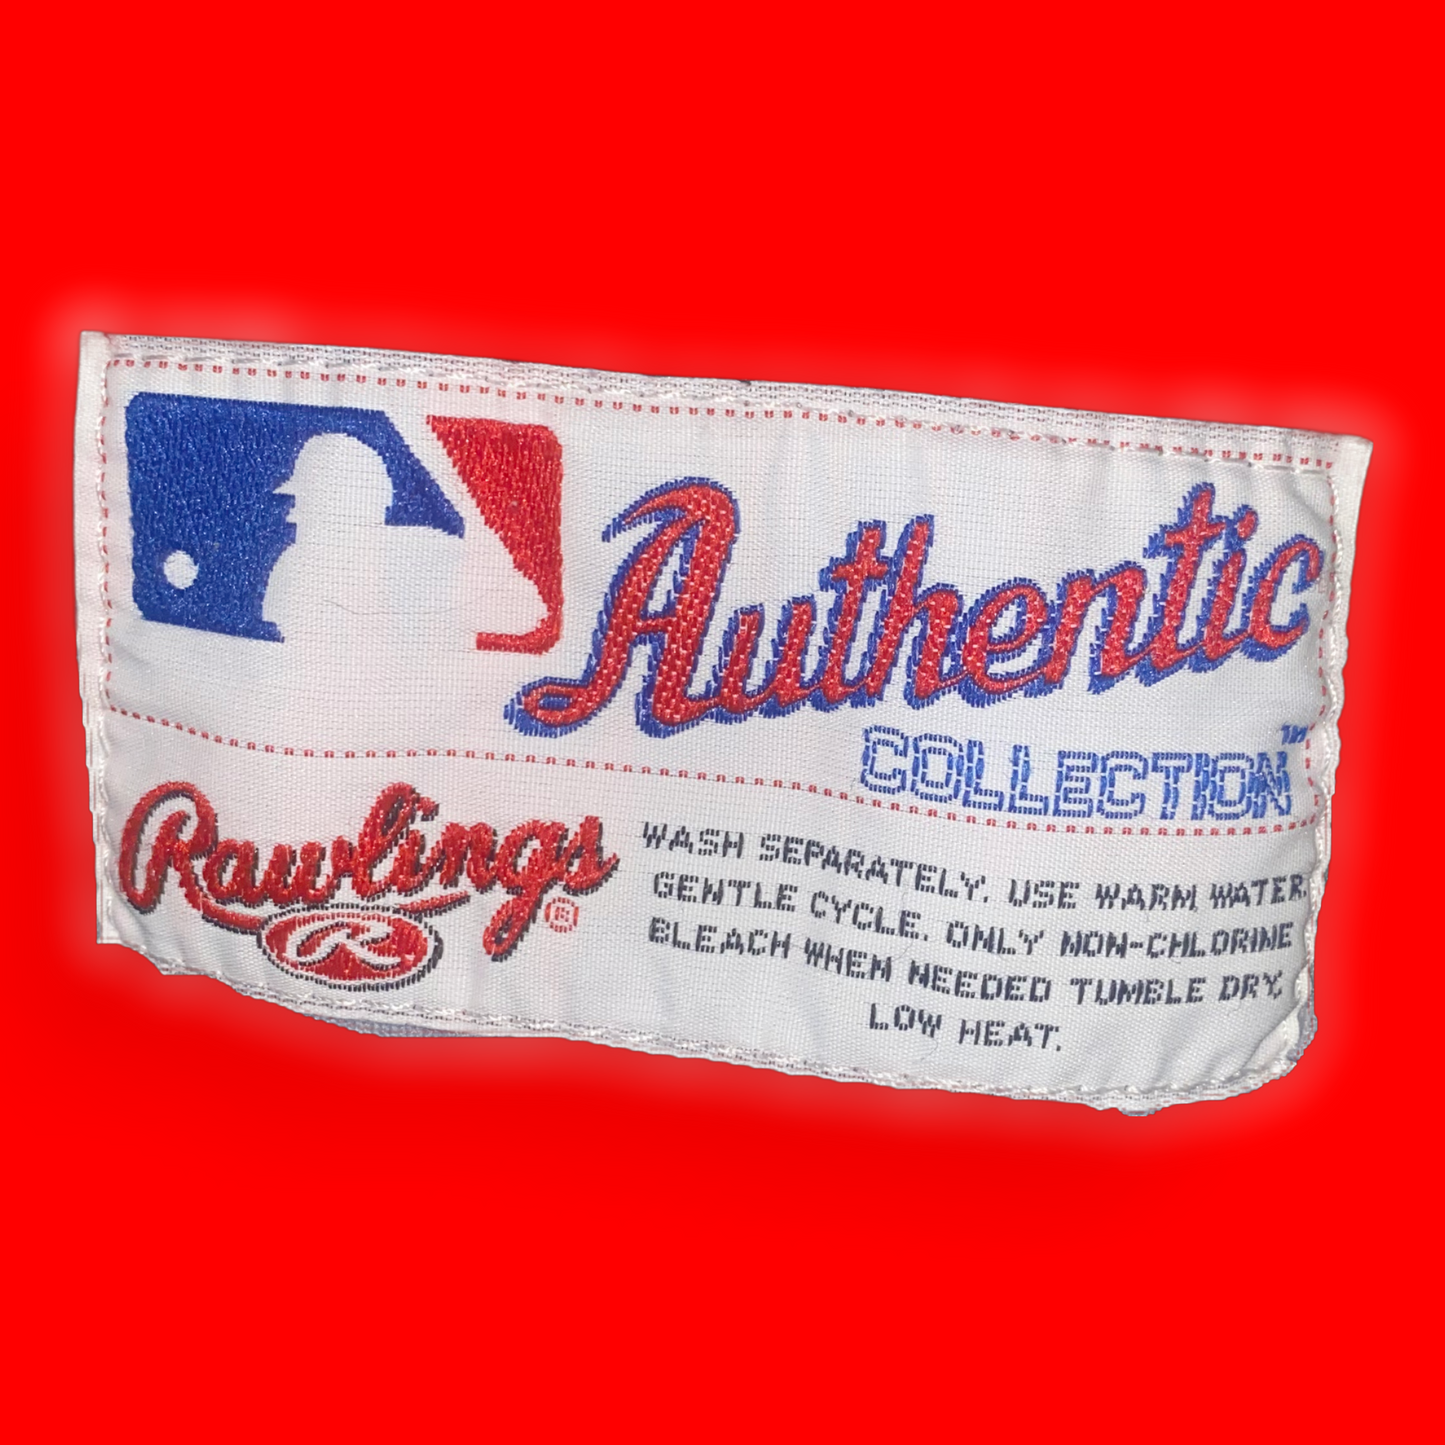 Authentic
COLLECTION™
Rawlings®
R
WASH SEPARATELY. USE WARM WATER.
GENTLE CYCLE. ONLY NON-CHLORINE
BLEACH WHEN NEEDED TUMBLE DRY,
LOW HEAT.